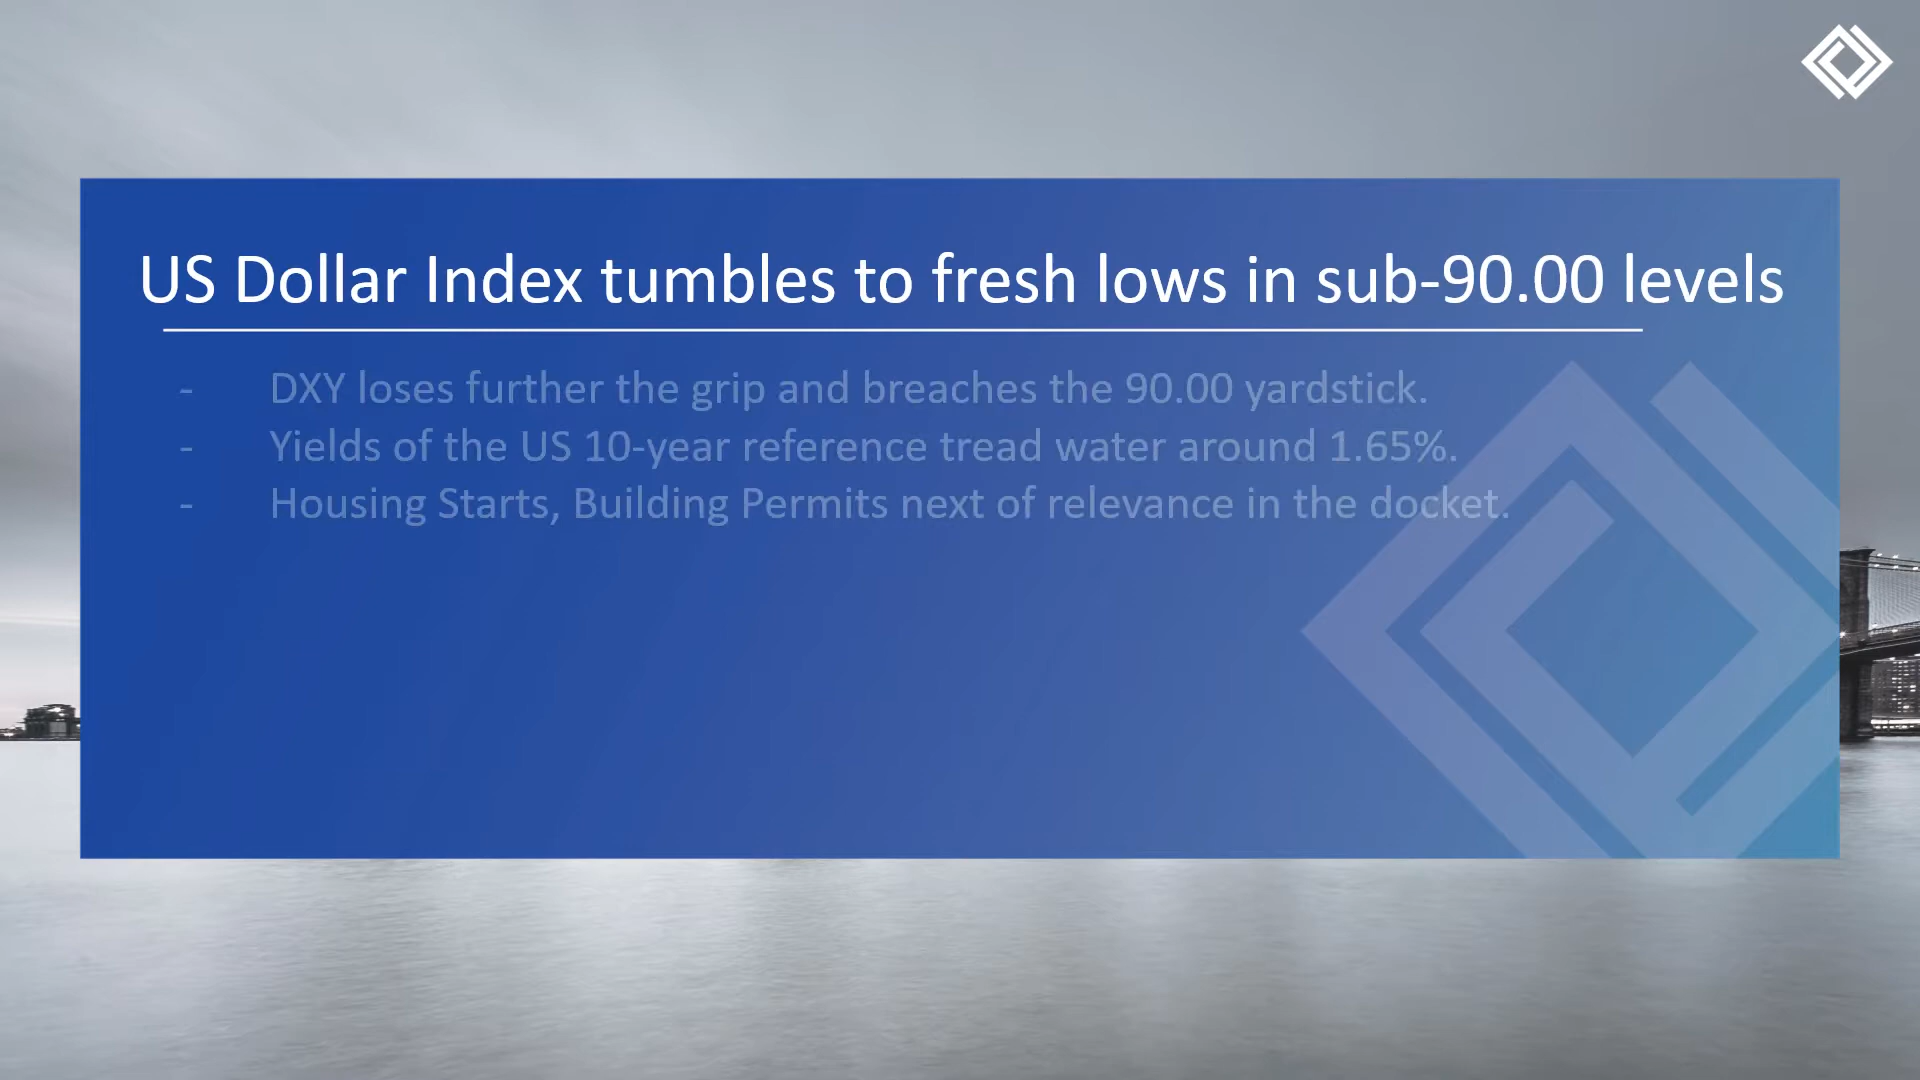 US Dollar Index tumbles to fresh lows in sub-90.00 levels
- DXY loses further the grip and breaches the 90.00 yardstick.
- Yields of the US 10-year reference tread water around 1.65%.
- Housing Starts, Building Permits next of relevance in the docket.